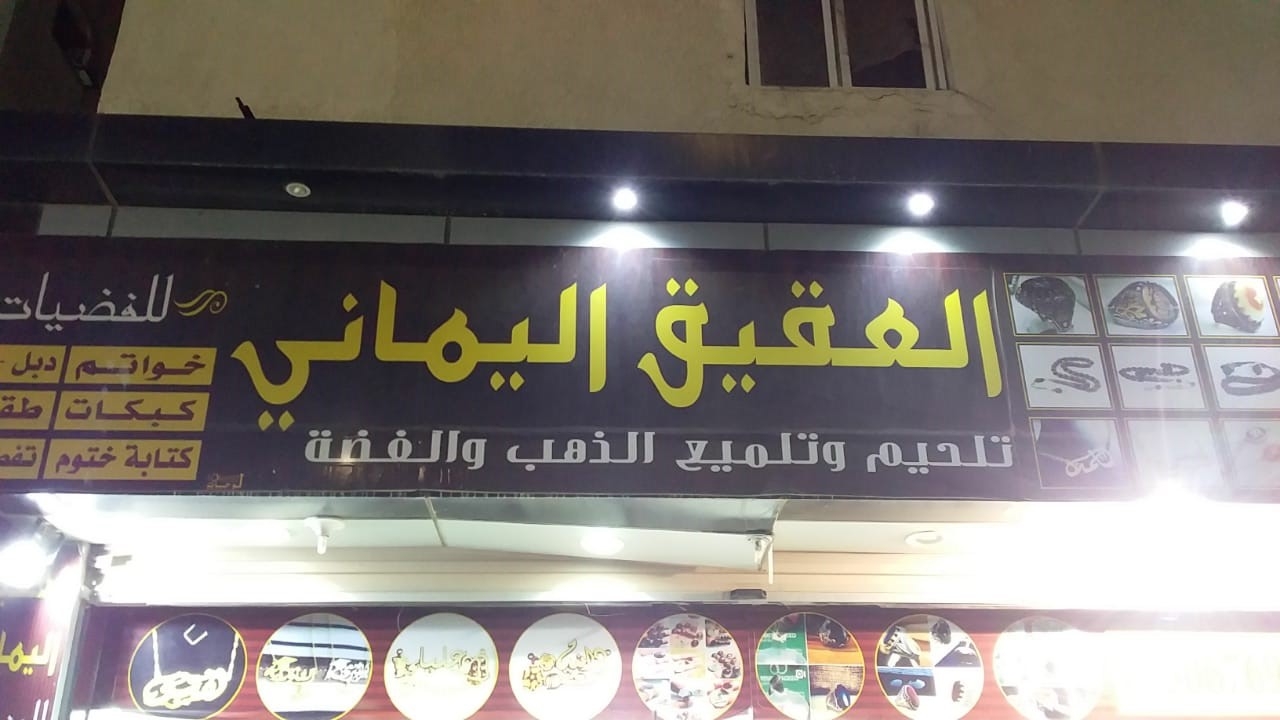 العقيق اليماني
تلحيم وتلميع الذهب والفضة
للفضيات
خواتم دبل
كبكات
كتابة ختوم